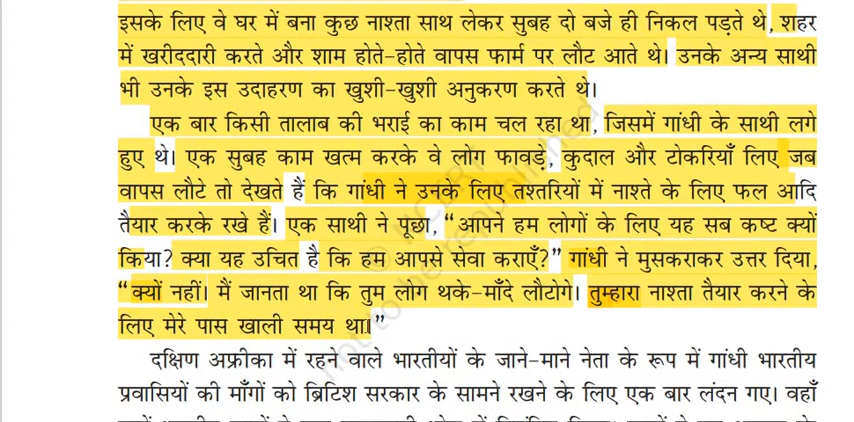 इसके लिए वे घर में बना कुछ नाश्ता साथ लेकर सुबह दो बजे ही निकल पड़ते थे, शहर
में खरीददारी करते और शाम होते-होते वापस फार्म पर लौट आते थे। उनके अन्य साथी
भी उनके इस उदाहरण का खुशी-खुशी अनुकरण करते थे।
एक बार किसी तालाब की भराई का काम चल रहा था, जिसमें गांधी के साथी लगे
हुए थे। एक सुबह काम खत्म करके वे लोग फावड़े, कुदाल और टोकरियाँ लिए जब
वापस लौटे तो देखते हैं कि गांधी ने उनके लिए तश्तरियों में नाश्ते के लिए फल आदि
तैयार करके रखे हैं। एक साथी ने पूछा, “आपने हम लोगों के लिए यह सब कष्ट क्यों
किया? क्या यह उचित है कि हम आपसे सेवा कराएँ?” गांधी ने मुसकराकर उत्तर दिया,
“क्यों नहीं। मैं जानता था कि तुम लोग थके-माँदे लौटोगे। तुम्हारा नाश्ता तैयार करने के
लिए मेरे पास खाली समय था।”
दक्षिण अफ्रीका में रहने वाले भारतीयों के जाने-माने नेता के रूप में गांधी भारतीय
प्रवासियों की माँगों को ब्रिटिश सरकार के सामने रखने के लिए एक बार लंदन गए। वहाँ
not to be republished